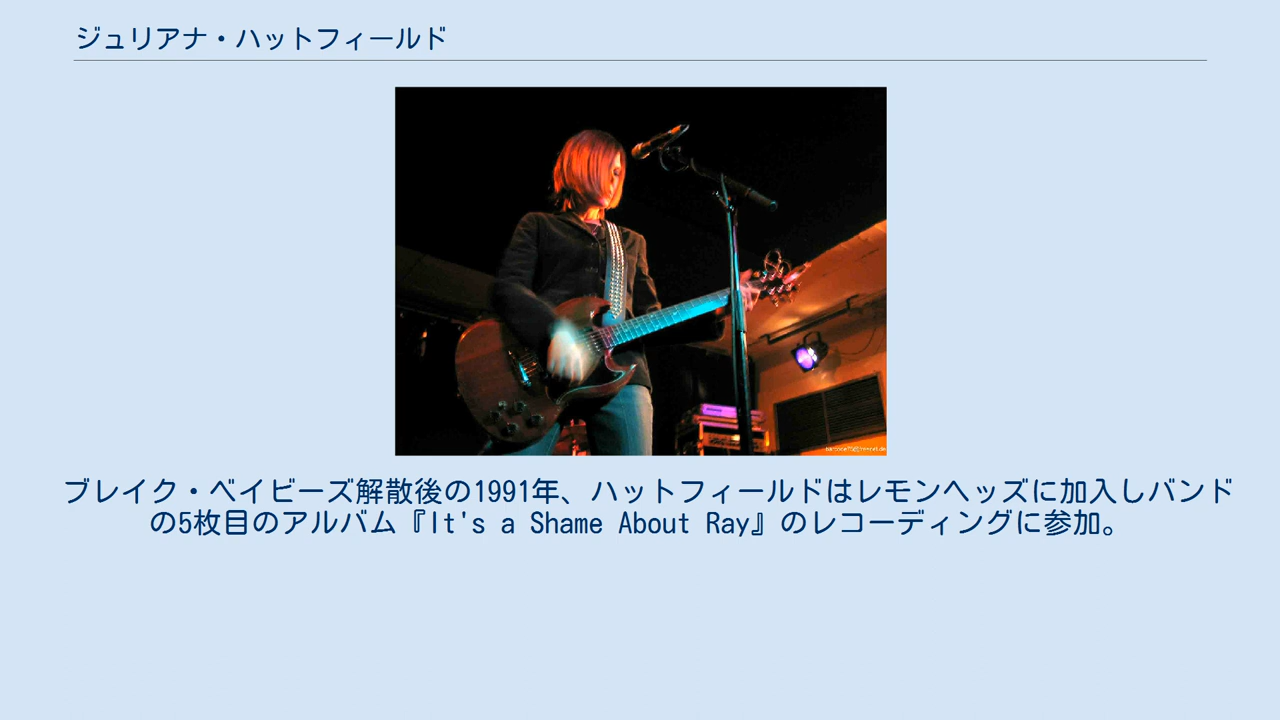 ジュリアナ・ハットフィールド
ブレイク・ベイビーズ解散後の1991年、ハットフィールドはレモンヘッズに加入しバンド
の5枚目のアルバム『It's a Shame About Ray』のレコーディングに参加。